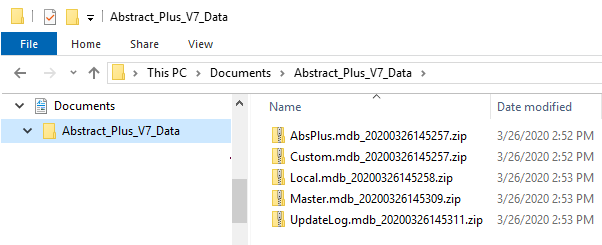 Abstract_Plus_V7_Data
File Home Share View
This PC Documents Abstract_Plus_V7_Data
Documents
Abstract_Plus_V7_Data
Name Date modified
AbsPlus.mdb_20200326145257.zip 3/26/2020 2:52 PM
Custom.mdb_20200326145257.zip 3/26/2020 2:52 PM
Local.mdb_20200326145258.zip 3/26/2020 2:53 PM
Master.mdb_20200326145309.zip 3/26/2020 2:53 PM
UpdateLog.mdb_20200326145311.zip 3/26/2020 2:53 PM